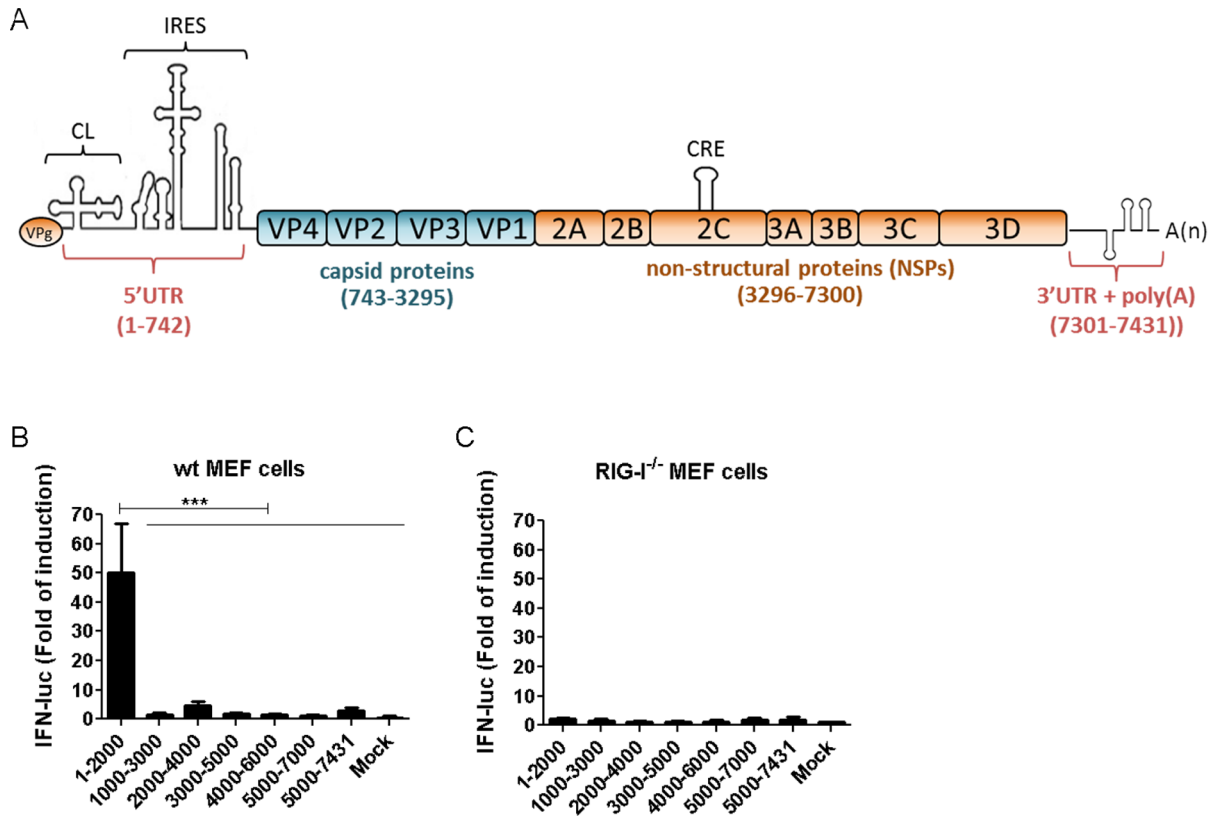 A
IRES
CL
CRE
VPg
VP4 VP2 VP3 VP1 2A 2B 2C 3A 3B 3C 3D
A(n)
capsid proteins
(743-3295)
non-structural proteins (NSPs)
(3296-7300)
5'UTR
(1-742)
3'UTR + poly(A)
(7301-7431))
B
wt MEF cells
***
IFN-luc (Fold of induction)
70
60
50
40
30
20
10
0
1-2000
1000-3000
2000-4000
3000-5000
4000-6000
5000-7000
5000-7431
Mock
C
RIG-I-/- MEF cells
IFN-luc (Fold of induction)
70
60
50
40
30
20
10
0
1-2000
1000-3000
2000-4000
3000-5000
4000-6000
5000-7000
5000-7431
Mock